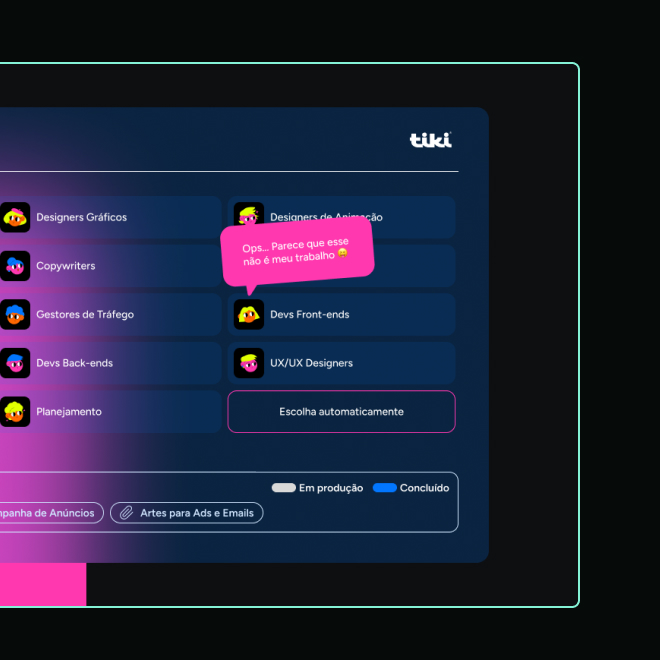 tiki
Designers Gráficos
Designers de Animação
Ops... Parece que esse
não é meu trabalho 😛
Copywriters
Gestores de Tráfego
Devs Front-ends
Devs Back-ends
UX/UX Designers
Planejamento
Escolha automaticamente
Em produção
Concluído
de Anúncios
Artes para Ads e Emails